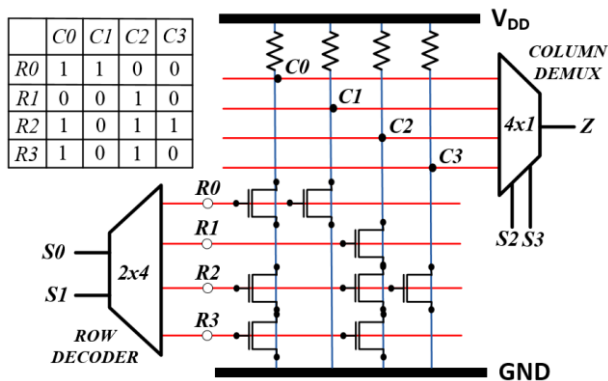 V_DD
C0 C1 C2 C3
R0 1 1 0 0
R1 0 0 1 0
R2 1 0 1 1
R3 1 0 1 0
COLUMN
DEMUX
C0
C1
C2
C3
4x1
Z
S2 S3
R0
R1
R2
R3
S0
S1
2x4
ROW
DECODER
GND